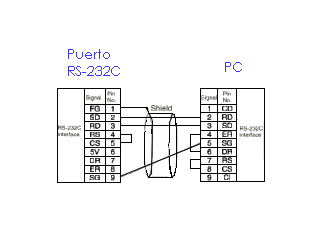 Puerto
RS-232C
PC
Signal Pin No.
FG 1
SD 2
RD 3
RS 4
CS 5
5V 6
DR 7
ER 8
SG 9
RS-232C interface
Shield
Signal Pin No.
1 CD
2 RD
3 SD
4 ER
5 SG
6 DR
7 RS
8 CS
9 CI
RS-232C interface